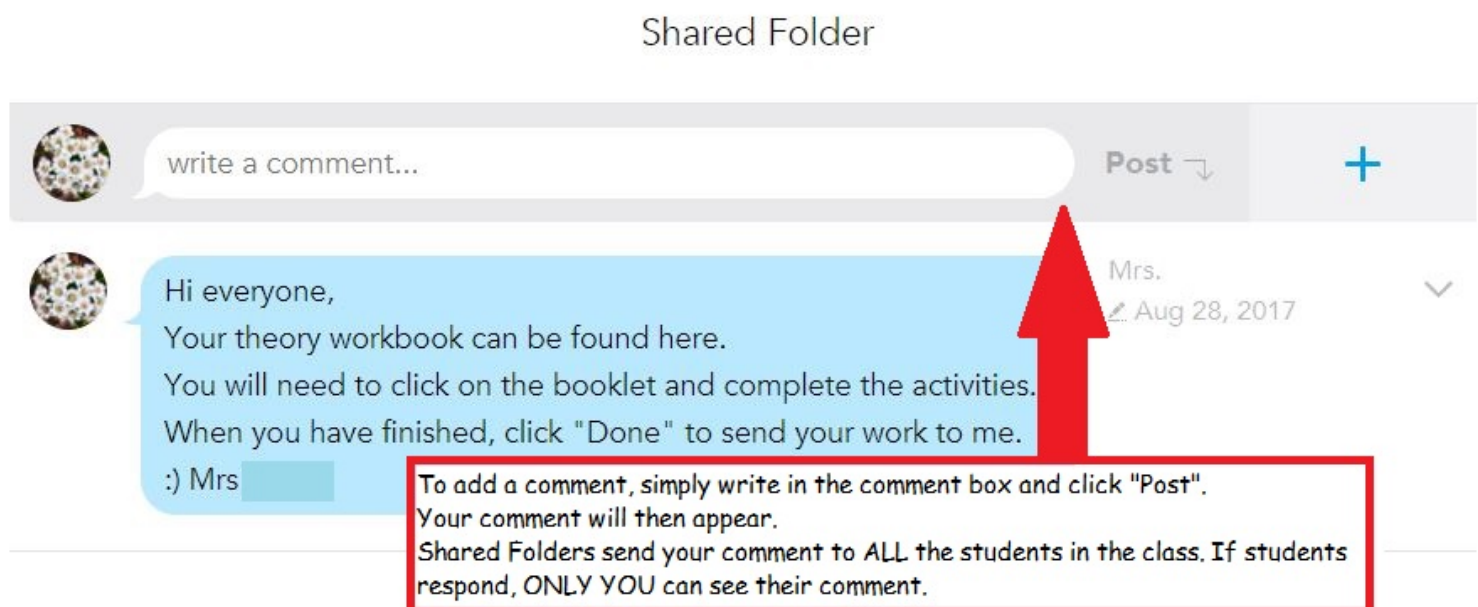 Shared Folder
write a comment...
Post
Mrs.
Aug 28, 2017
Hi everyone,
Your theory workbook can be found here.
You will need to click on the booklet and complete the activities.
When you have finished, click "Done" to send your work to me.
:) Mrs
To add a comment, simply write in the comment box and click "Post".
Your comment will then appear.
Shared Folders send your comment to ALL the students in the class. If students
respond, ONLY YOU can see their comment.